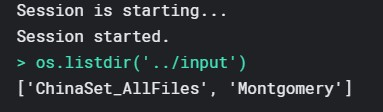 Session is starting...
Session started.
> os.listdir('../input')
['ChinaSet_AllFiles', 'Montgomery']